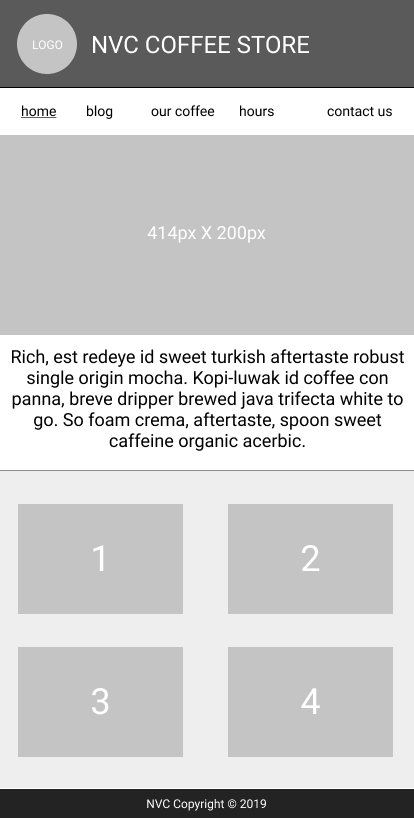 LOGO NVC COFFEE STORE
home blog our coffee hours contact us
414px X 200px
Rich, est redeye id sweet turkish aftertaste robust
single origin mocha. Kopi-luwak id coffee con
panna, breve dripper brewed java trifecta white to
go. So foam crema, aftertaste, spoon sweet
caffeine organic acerbic.
1 2
3 4
NVC Copyright © 2019